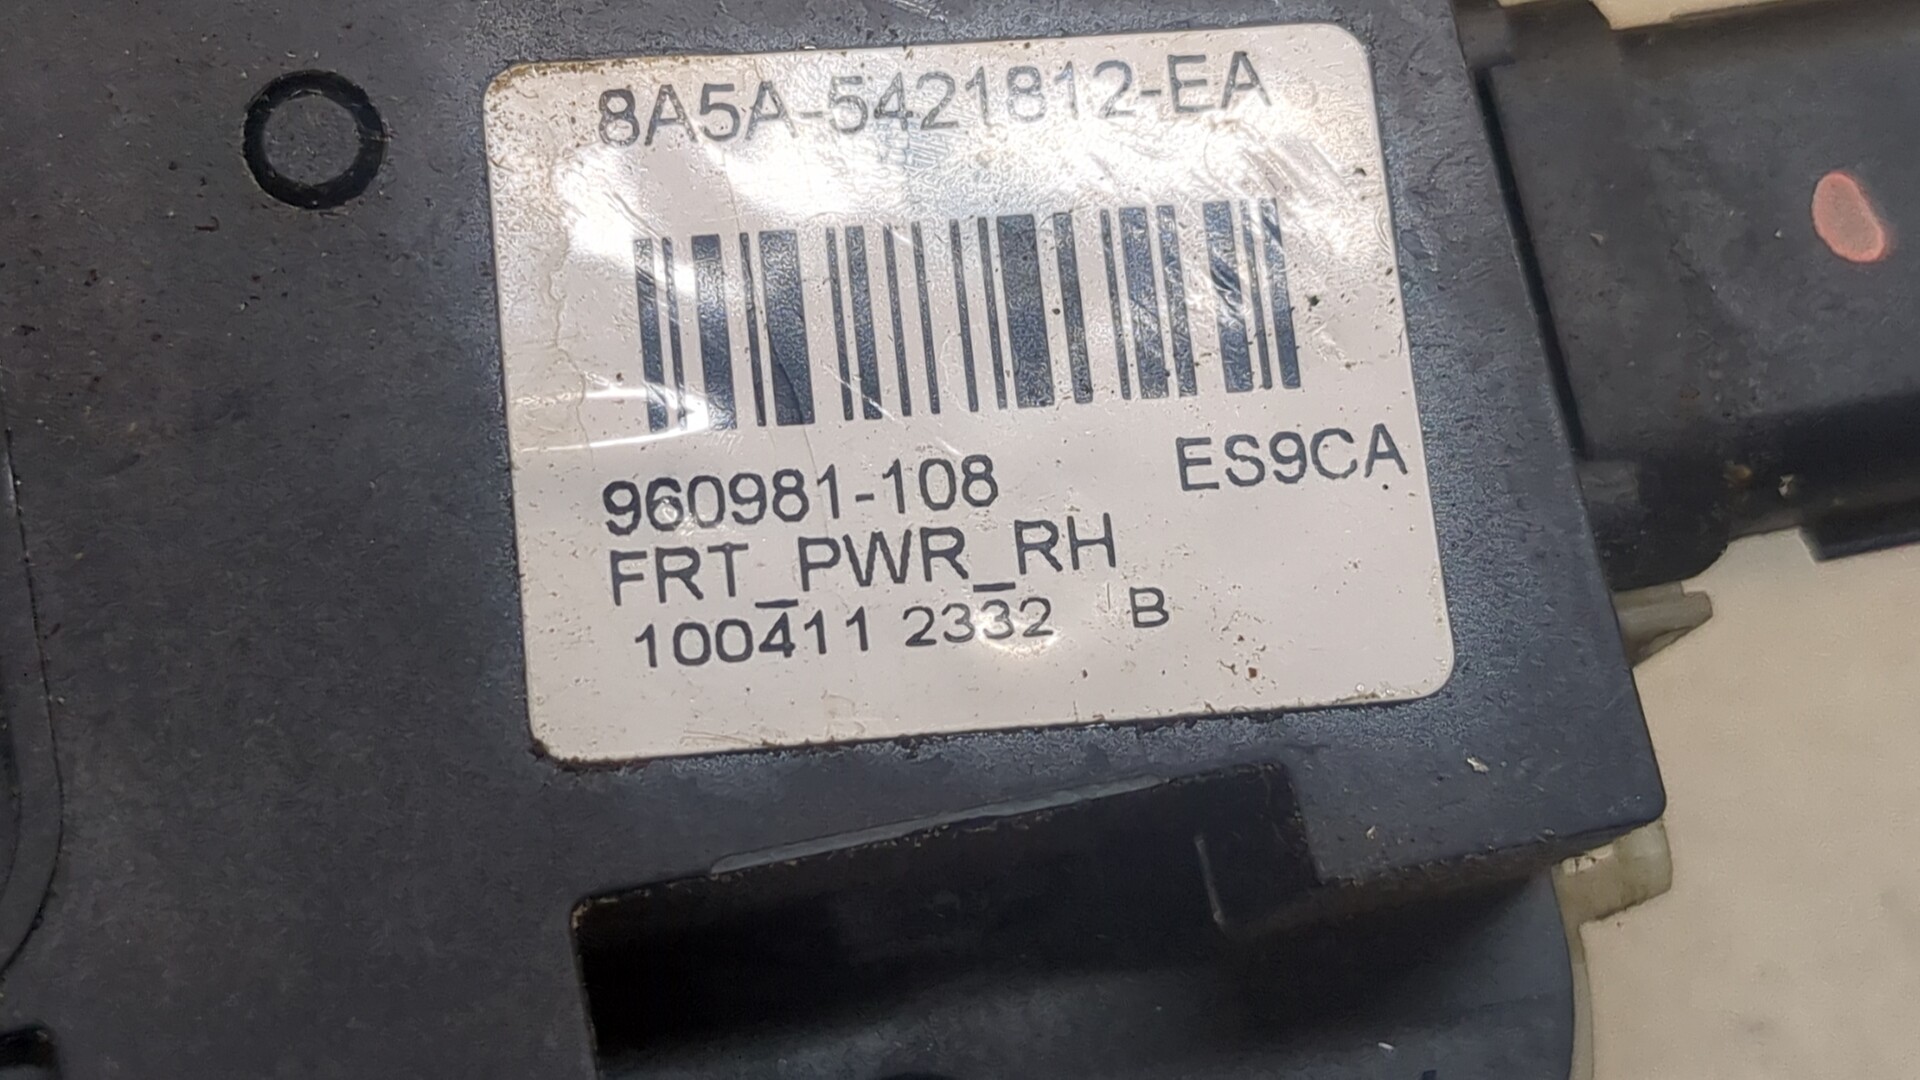 8A5A-5421812-EA
960981-108 ES9CA
FRT_PWR_RH
100411 2332 B